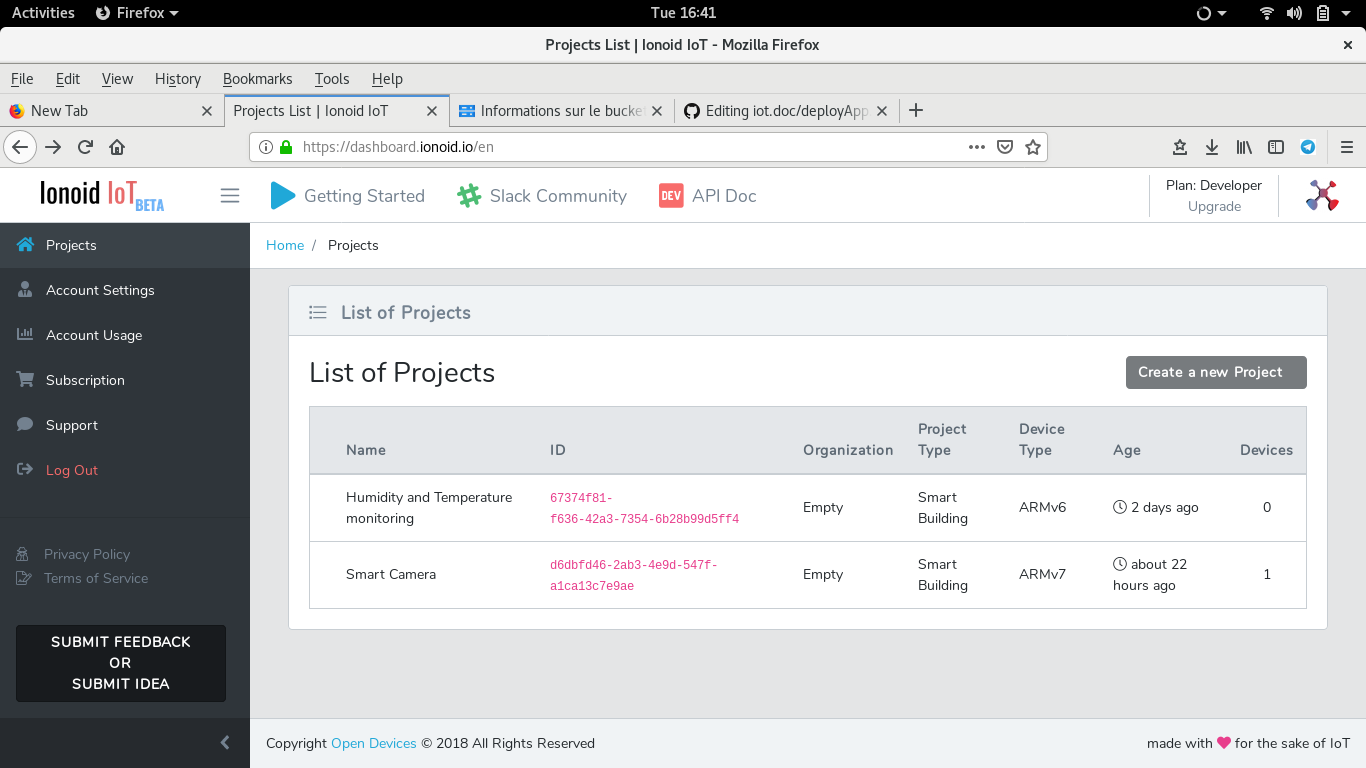 Activities Firefox Tue 16:41
Projects List | Ionoid IoT - Mozilla Firefox
File Edit View History Bookmarks Tools Help
New Tab Projects List | Ionoid IoT Informations sur le bucket Editing iot.doc/deployApp
https://dashboard.ionoid.io/en
Ionoid IoT BETA Getting Started Slack Community DEV API Doc Plan: Developer
Upgrade
Projects
Account Settings
Account Usage
Subscription
Support
Log Out
Privacy Policy
Terms of Service
SUBMIT FEEDBACK
OR
SUBMIT IDEA
Home / Projects
List of Projects
List of Projects Create a new Project
Name ID Organization Project Type Device Type Age Devices
Humidity and Temperature monitoring 67374f81-f636-42a3-7354-6b28b99d5ff4 Empty Smart Building ARMv6 2 days ago 0
Smart Camera d6dbfd46-2ab3-4e9d-547f-a1ca13c7e9ae Empty Smart Building ARMv7 about 22 hours ago 1
Copyright Open Devices © 2018 All Rights Reserved made with ♥ for the sake of IoT